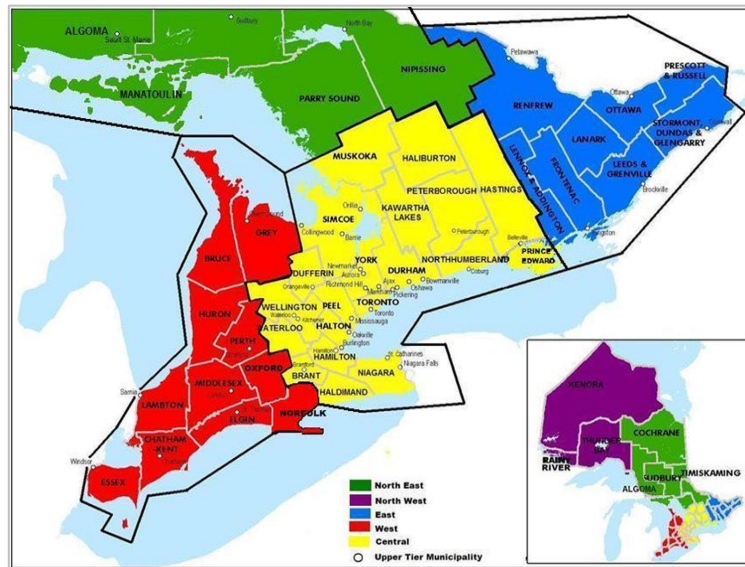 ALGOMA
Sault St. Marie
Sudbury
North Bay
NIPISSING
MANATOULIN
PARRY SOUND
Petawawa
RENFREW
Ottawa
OTTAWA
PRESCOTT
& RUSSELL
Cornwall
STORMONT,
DUNDAS &
GLENGARRY
LANARK
LEEDS &
GRENVILLE
Brockville
LENNOX & ADDINGTON
FRONTENAC
Kingston
MUSKOKA
HALIBURTON
PETERBOROUGH
HASTINGS
KAWARTHA
LAKES
Orillia
SIMCOE
Collingwood
Barrie
Owen Sound
GREY
BRUCE
Peterborough
Belleville
PRINCE
EDWARD
NORTHHUMBERLAND
Coburg
YORK
Newmarket
Aurora
Richmond Hill
Markham
DURHAM
Ajax
Pickering
Oshawa
Bowmanville
DUFFERIN
Orangeville
TORONTO
Toronto
PEEL
Mississauga
WELLINGTON
Waterloo
Kitchener
WATERLOO
HALTON
Oakville
Burlington
Hamilton
HAMILTON
St. Catharines
Niagara Falls
NIAGARA
Brantford
BRANT
HALDIMAND
HURON
PERTH
OXFORD
MIDDLESEX
NORFOLK
ELGIN
Sarnia
LAMBTON
CHATHAM
-KENT
Windsor
ESSEX
North East
North West
East
West
Central
Upper Tier Municipality
KENORA
THUNDER
BAY
RAINY
RIVER
COCHRANE
TIMISKAMING
SUDBURY
ALGOMA